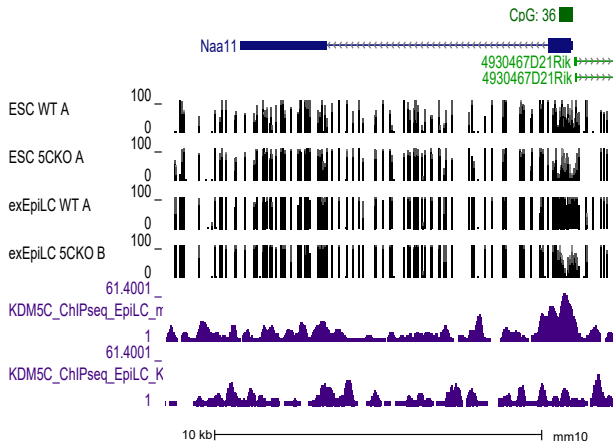 CpG: 36
Naa11
4930467D21Rik
4930467D21Rik
ESC WT A
100
0
ESC 5CKO A
100
0
exEpiLC WT A
100
0
exEpiLC 5CKO B
100
0
61.4001
KDM5C_ChIPseq_EpiLC_
1
61.4001
KDM5C_ChIPseq_EpiLC_K
1
10 kb
mm10